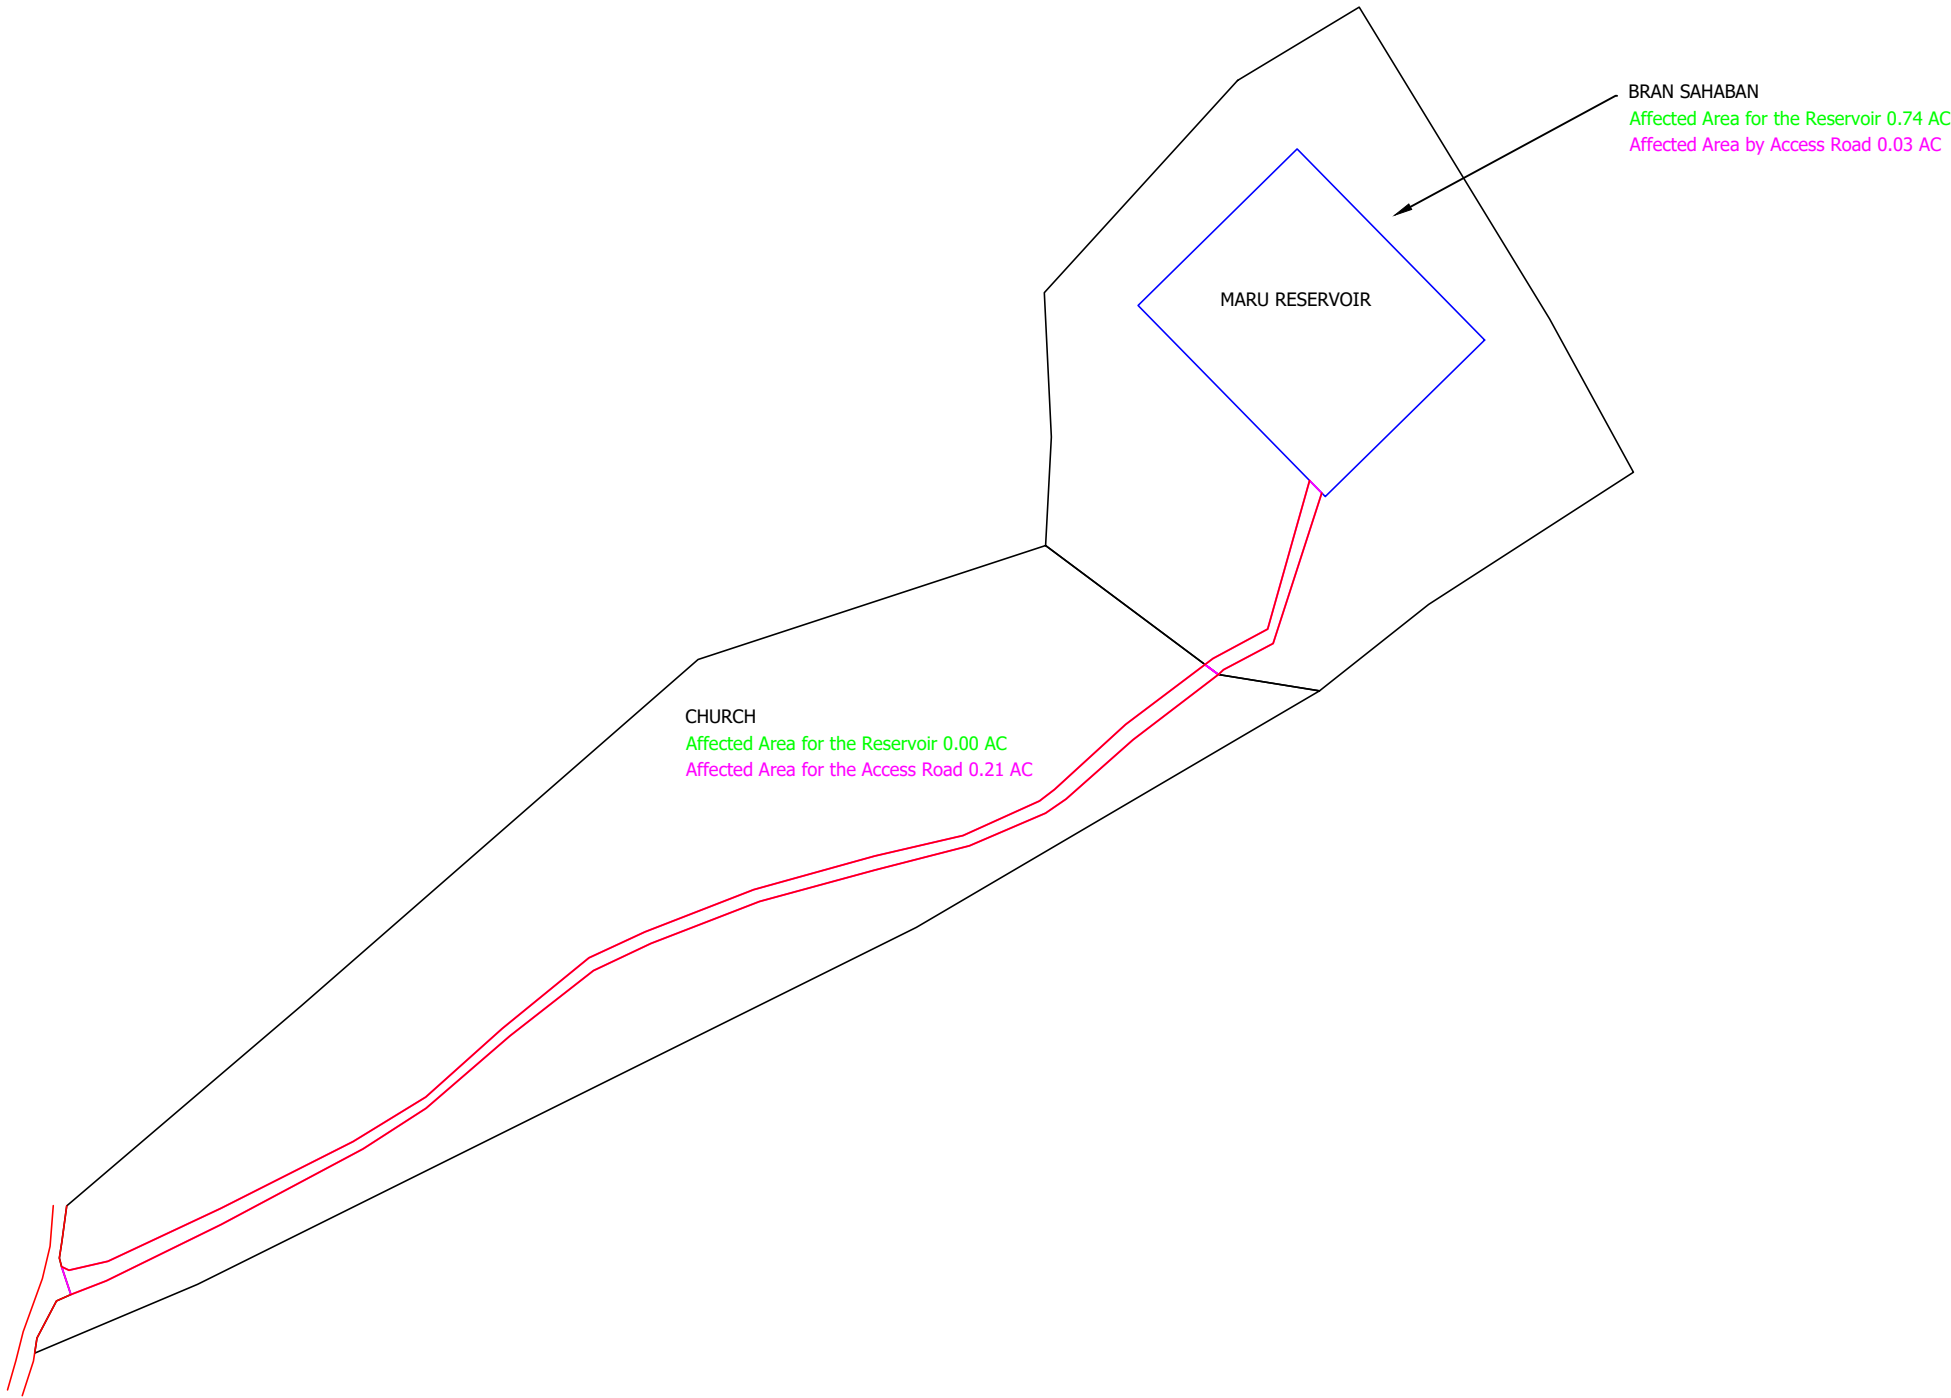 BRAN SAHABAN
Affected Area for the Reservoir 0.74 AC
Affected Area by Access Road 0.03 AC
MARU RESERVOIR
CHURCH
Affected Area for the Reservoir 0.00 AC
Affected Area for the Access Road 0.21 AC